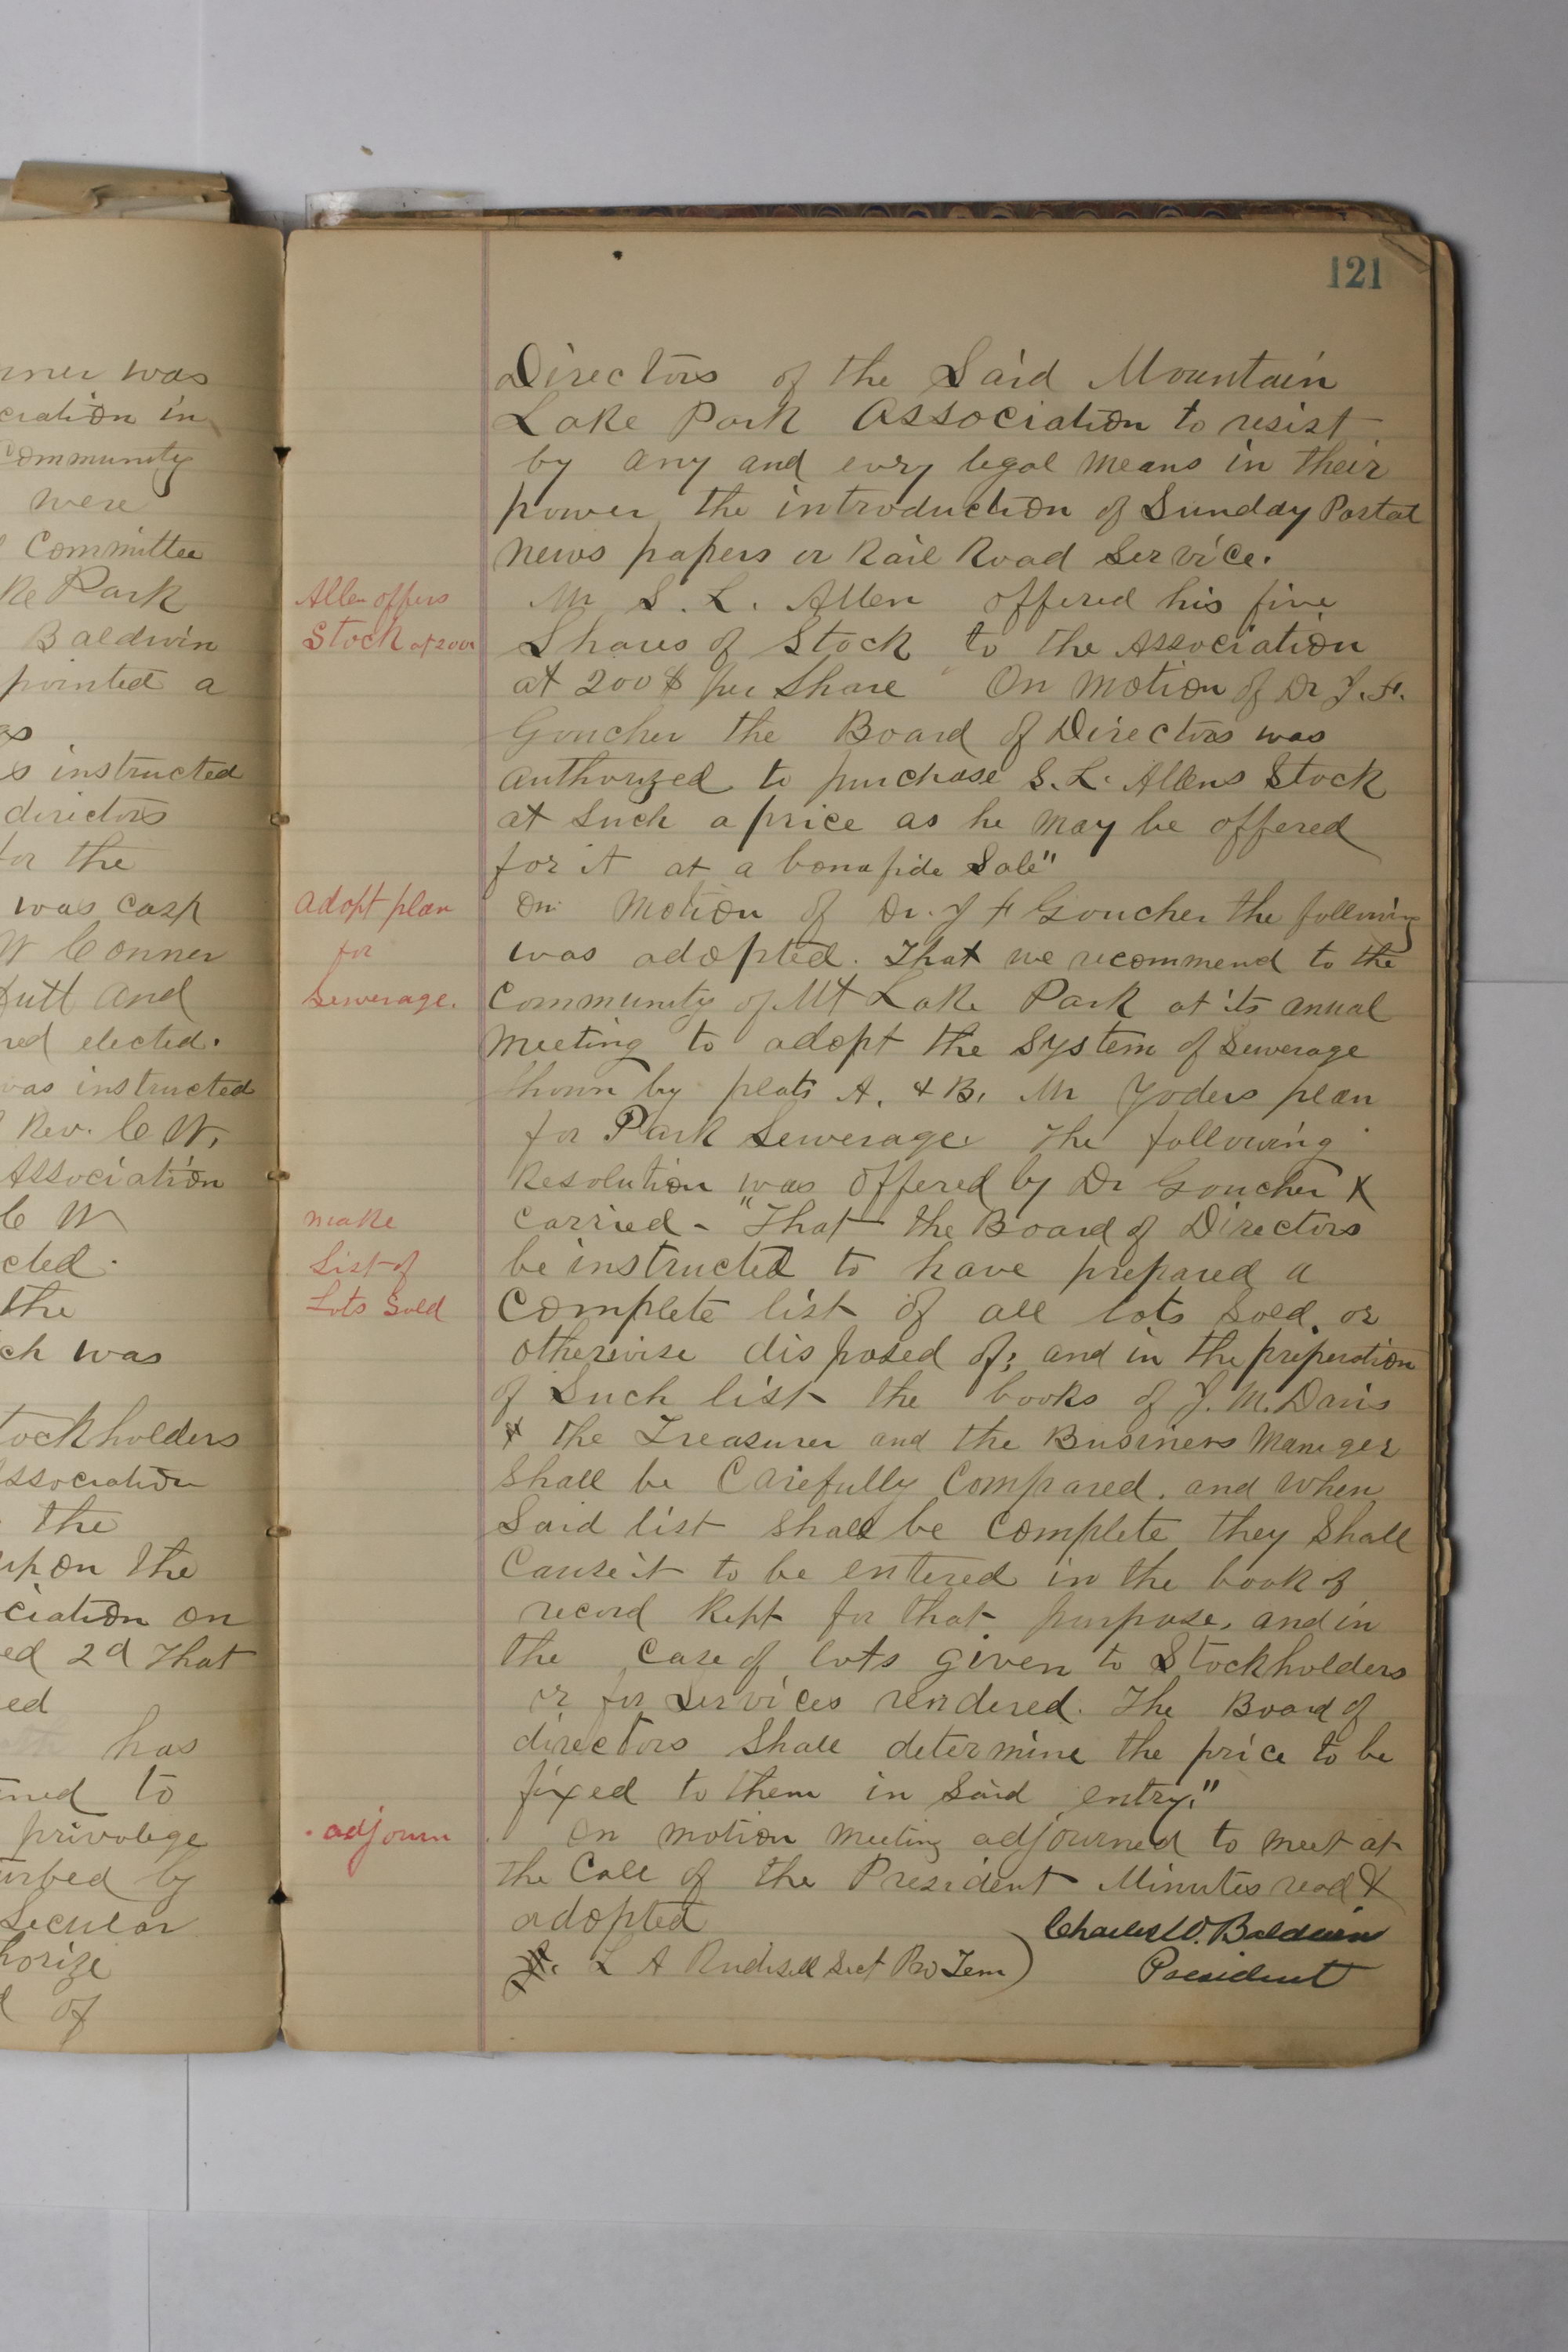 nner was
ciation in
Community
were
Committee
Ke Park
Baldwin
pointed a
gs
is instructed
directors
for the
was cast
W Conner
and
red elected.
was instructed
Rev. C W.
Association
C W
cted.
the
ch was
tockholders
Association
the
upon the
ciation on
ed 2d That
ed
has
ned to
privolege
urbed by
Seculor
horize
of
121
Directors of the Said Mountain
Lake Park Association to resist
by any and evry legal means in their
power the introduction of Sunday Postal
news papers or Rail Road Service.
Allen offers
Stock at 200
Mr S. L. Allen offered his five
Shares of Stock to the Association
at 200 $ per Share On motion of Dr J. F.
Goucher the Board of Directors was
authorized to purchase S. L. Allens Stock
at Such a price as he may be offered
for it at a bonafide Sale"
adopt plan
for
Sewerage.
On motion of Dr. J F Goucher the following
was adopted. That we recommend to the
Community of Mt Lake Park at its anual
meeting to adopt the System of Sewerage
Shown by plats A. & B. Mr Yoders plan
for Park Sewerage. The following
Resolution was offered by Dr Goucher &
make
List of
Lots Sold
carried - "That the Board of Directors
be instructed to have prepared a
Complete list of all lots Sold, or
otherwise disposed of; and in the preperation
of Such list the books of J. M. Davis
& the Treasurer and the Business Maneger
Shall be Carefully Compared. and when
Said list shall be Complete they Shall
Cause it to be entered in the book of
record Kept for that purpose, and in
the Case of lots given to Stockholders
or for Services rendered. The Board of
directors Shall determine the price to be
fixed to them in Said entry."
adjourn
On motion meeting adjourned to meet at
the Call of the President Minutes read &
adopted
L A Rudisill Sect Pro Tem)
Charles W. Baldwin
President